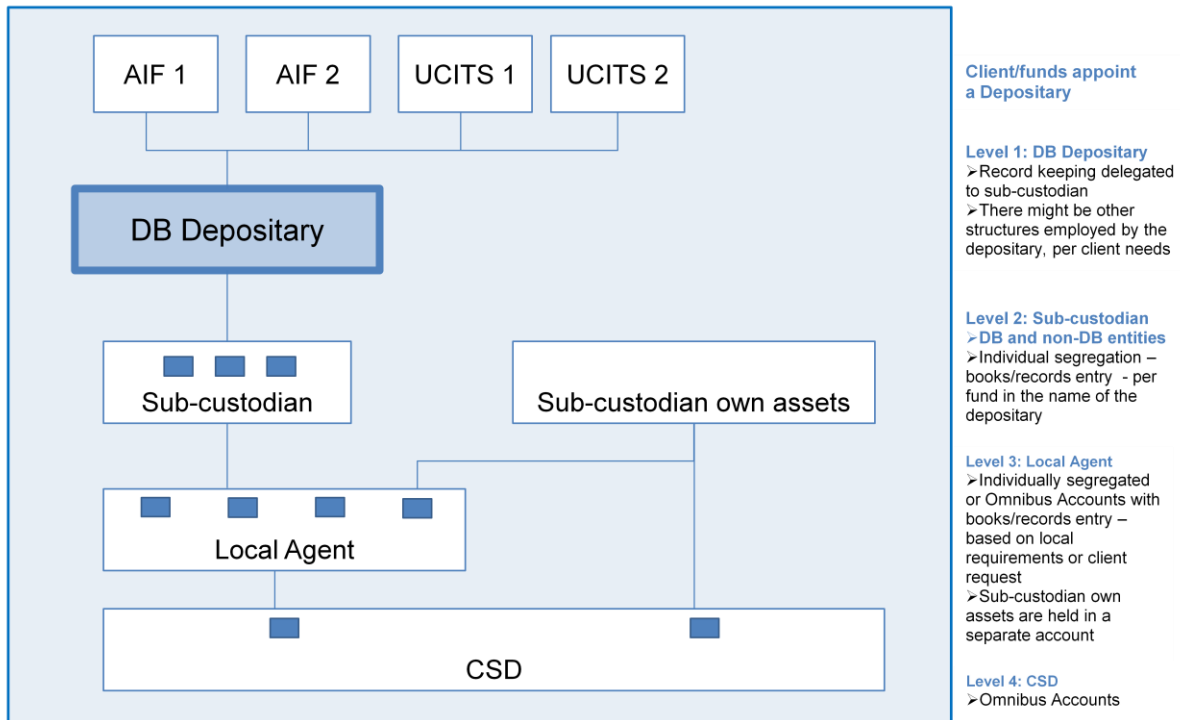 AIF 1
AIF 2
UCITS 1
UCITS 2
DB Depositary
Sub-custodian
Sub-custodian own assets
Local Agent
CSD
Client/funds appoint
a Depositary
Level 1: DB Depositary
➢Record keeping delegated
to sub-custodian
➢There might be other
structures employed by the
depositary, per client needs
Level 2: Sub-custodian
➢DB and non-DB entities
➢Individual segregation –
books/records entry - per
fund in the name of the
depositary
Level 3: Local Agent
➢Individually segregated
or Omnibus Accounts with
books/records entry –
based on local
requirements or client
request
➢Sub-custodian own
assets are held in a
separate account
Level 4: CSD
➢Omnibus Accounts